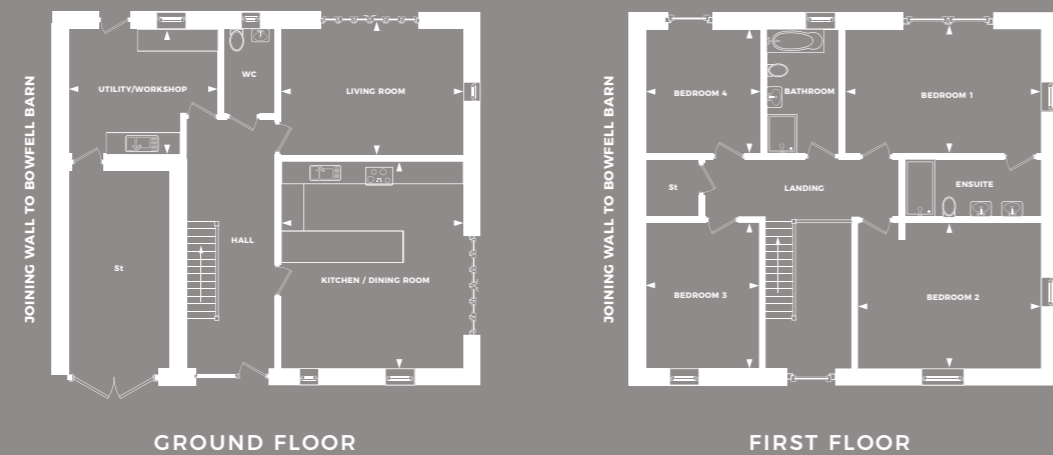 JOINING WALL TO BOWFELL BARN
UTILITY/WORKSHOP
WC
LIVING ROOM
St
HALL
KITCHEN / DINING ROOM
GROUND FLOOR
JOINING WALL TO BOWFELL BARN
BEDROOM 4
BATHROOM
BEDROOM 1
St
LANDING
ENSUITE
BEDROOM 3
BEDROOM 2
FIRST FLOOR